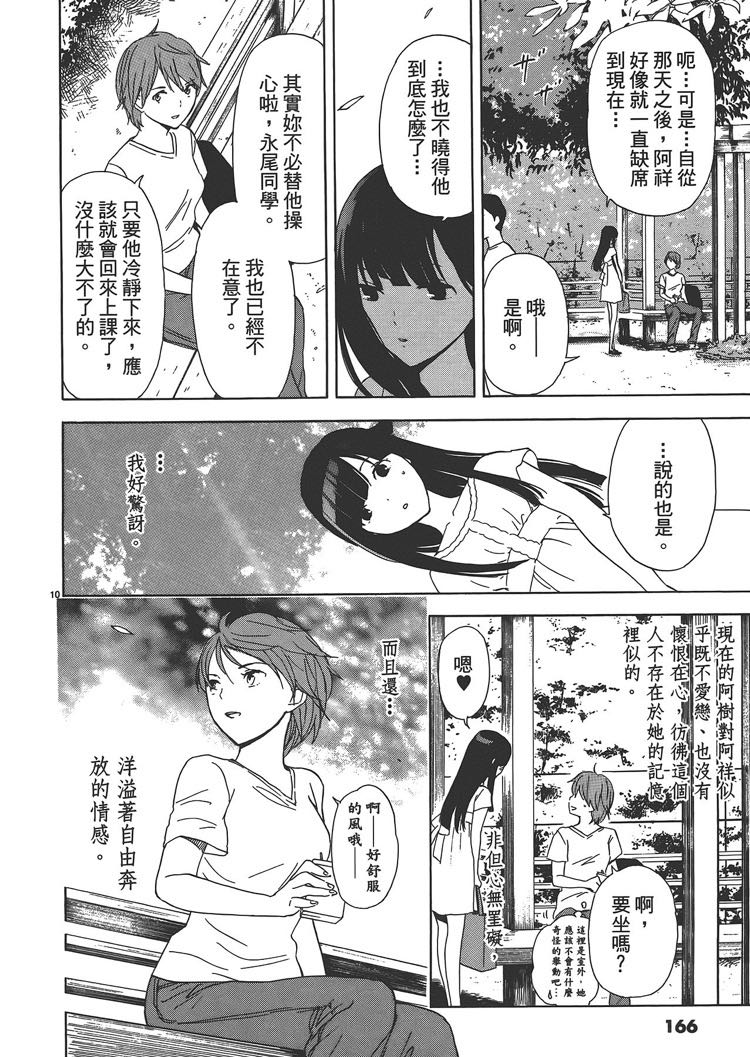 呃…可是…自從
那天之後，阿祥
好像就一直缺席
到現在…
哦——
是啊。
…我也不曉得他
到底怎麼了…
其實妳不必替他操
心啦，永尾同學。
我也已經不
在意了。
只要他冷靜下來，應
該就會回來上課了，
沒什麼大不了的。
…說的也是。
…我好驚訝。
現在的阿樹對阿祥似
乎既不愛戀、也沒有
懷恨在心，彷彿這個
人不存在於她的記憶
裡似的。
啊，
要坐嗎？
嗯♥
這裡是室外，她
應該不會有什麼
奇怪的舉動吧…
非但心無罣礙，
而且還…
啊——好舒服
的風哦——
洋溢著自由奔
放的情感。
10
166